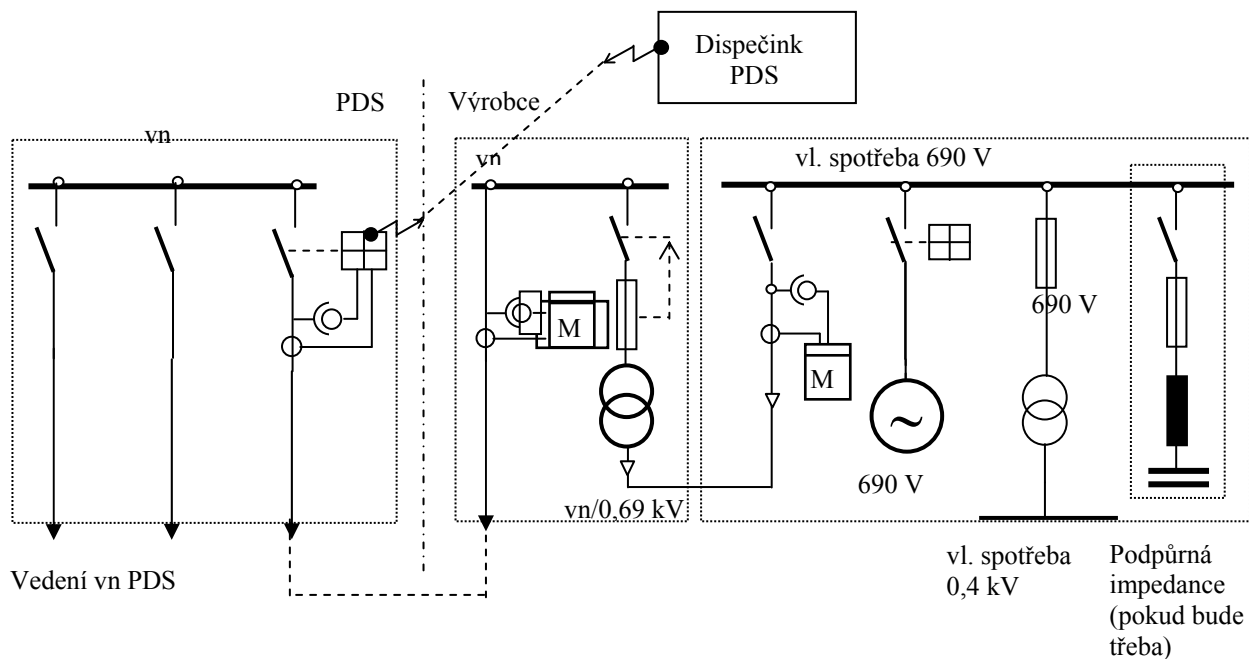 Dispečink
PDS
PDS
Výrobce
vn
vn
vl. spotřeba 690 V
690 V
M
M
~
690 V
vn/0,69 kV
Vedení vn PDS
vl. spotřeba
0,4 kV
Podpůrná
impedance
(pokud bude
třeba)